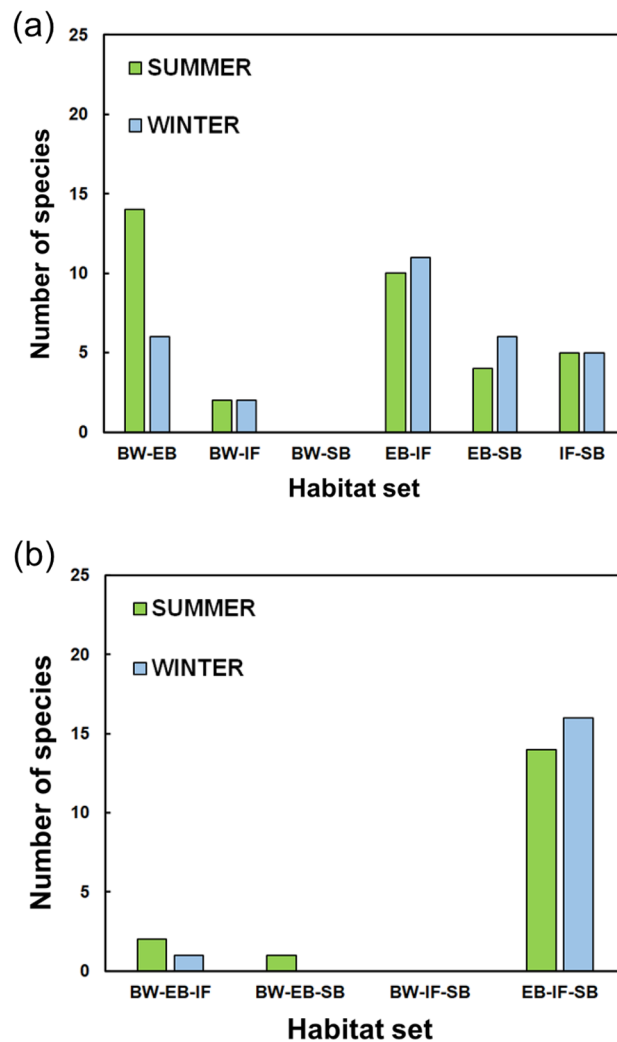 (a)
25
20
15
10
5
0
Number of species
SUMMER
WINTER
BW-EB BW-IF BW-SB EB-IF EB-SB IF-SB
Habitat set
(b)
25
20
15
10
5
0
Number of species
SUMMER
WINTER
BW-EB-IF BW-EB-SB BW-IF-SB EB-IF-SB
Habitat set